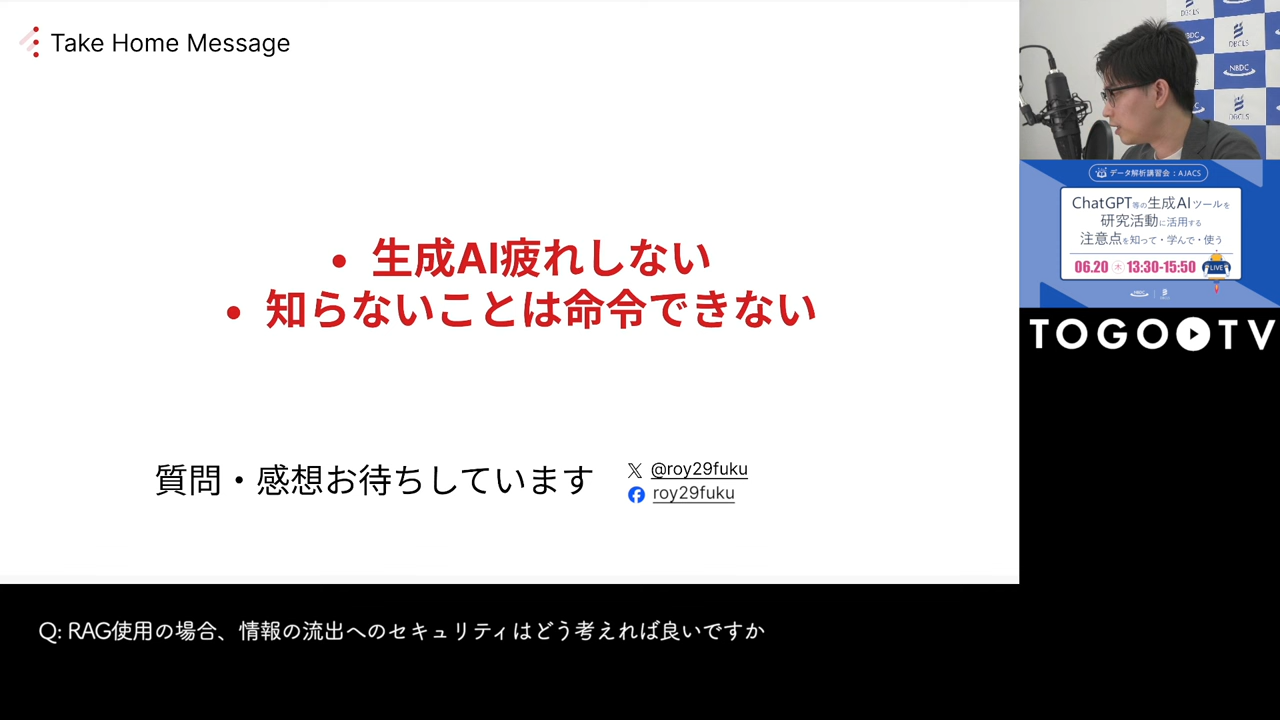 Take Home Message
• 生成AI疲れしない
• 知らないことは命令できない
質問・感想お待ちしています
@roy29fuku
roy29fuku
DBCLS
NBDC
DBCLS
データ解析講習会：AJACS
ChatGPT等の生成AIツールを
研究活動に活用する
注意点を知って・学んで・使う
06.20 木 13:30-15:50
LIVE
NBDC
TOGO TV
Q: RAG使用の場合、情報の流出へのセキュリティはどう考えれば良いですか